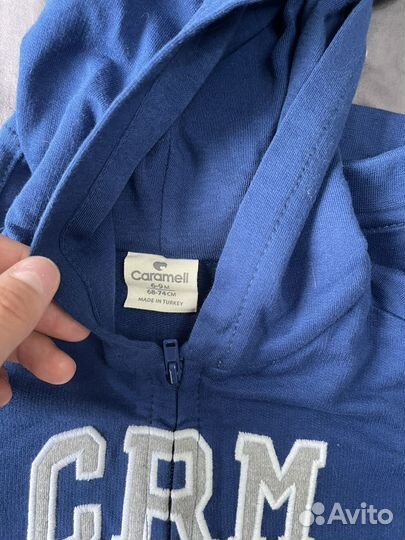 Caramell
6-9 M
68-74 CM
MADE IN TURKEY
CRM
Avito